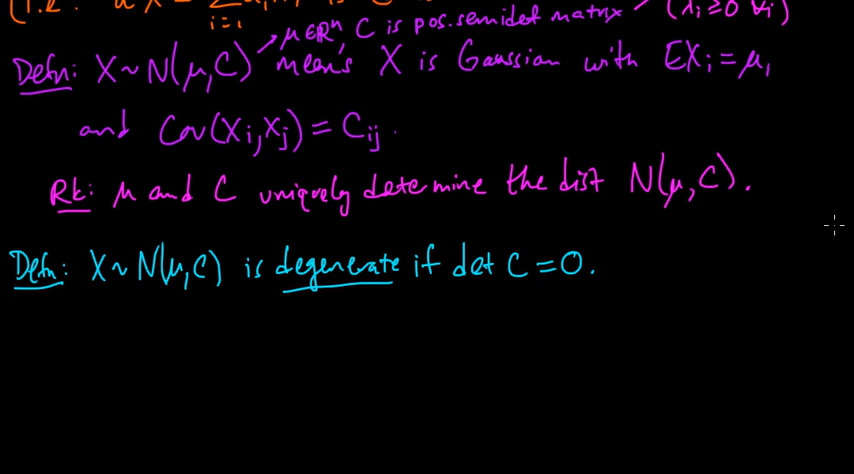 (i.e. aᵀX = Σ i=1
→ μ ∈ ℝⁿ, C is pos. semidef matrix (λᵢ ≥ 0 ∀i)
Defn: X ~ N(μ, C) means X is Gaussian with EXᵢ = μᵢ
and Cov(Xᵢ, Xⱼ) = Cᵢⱼ.
Rk: μ and C uniquely determine the dist N(μ, C).
Defn: X ~ N(μ, C) is degenerate if det C = 0.